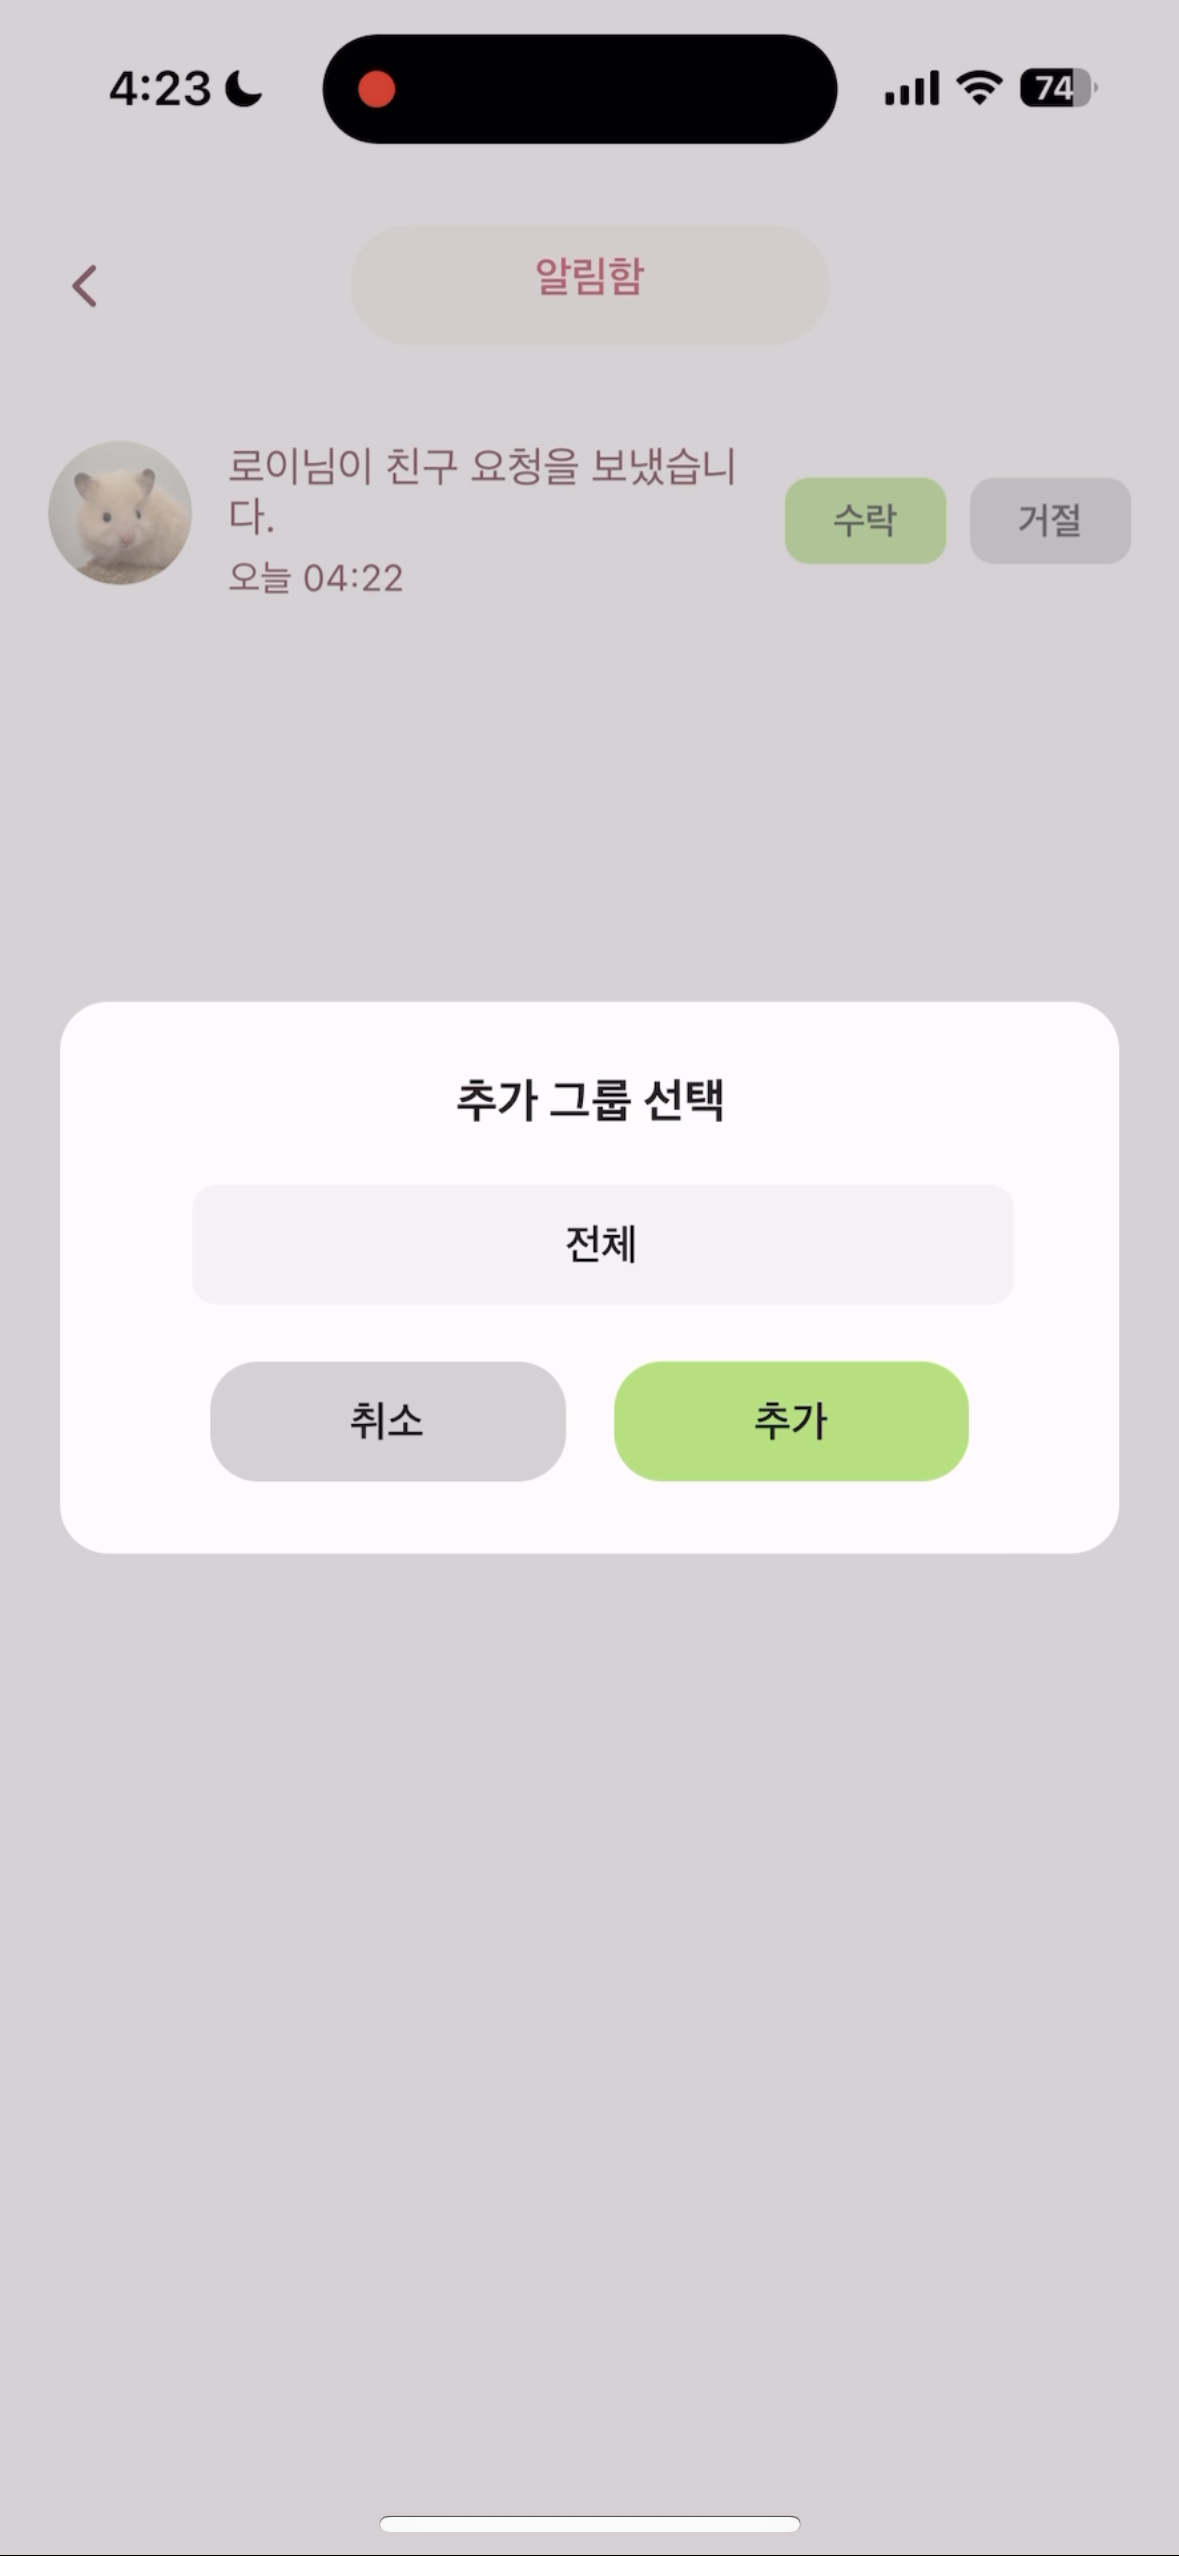 4:23
74
알림함
로이님이 친구 요청을 보냈습니
다.
오늘 04:22
수락
거절
추가 그룹 선택
전체
취소
추가